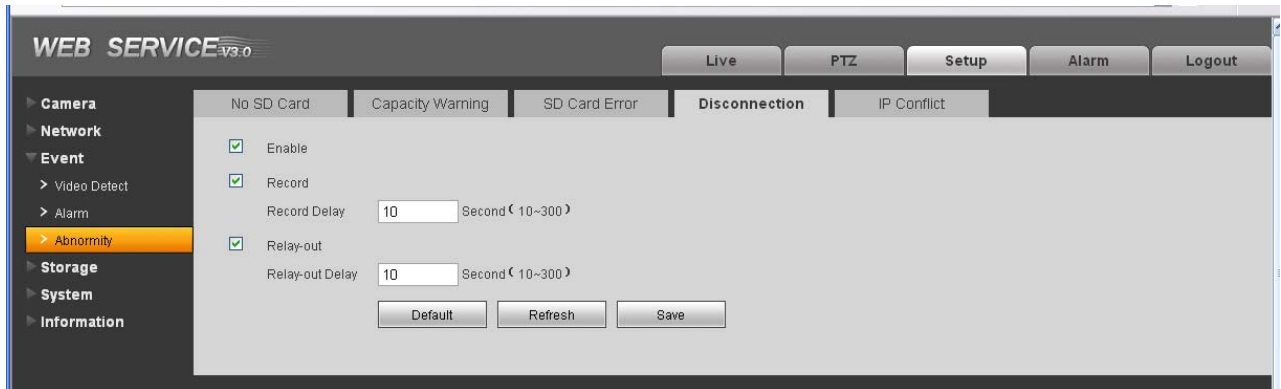 WEB SERVICE V3.0
Live PTZ Setup Alarm Logout
Camera
Network
Event
> Video Detect
> Alarm
> Abnormity
Storage
System
Information
No SD Card Capacity Warning SD Card Error Disconnection IP Conflict
Enable
Record
Record Delay 10 Second ( 10~300 )
Relay-out
Relay-out Delay 10 Second ( 10~300 )
Default Refresh Save